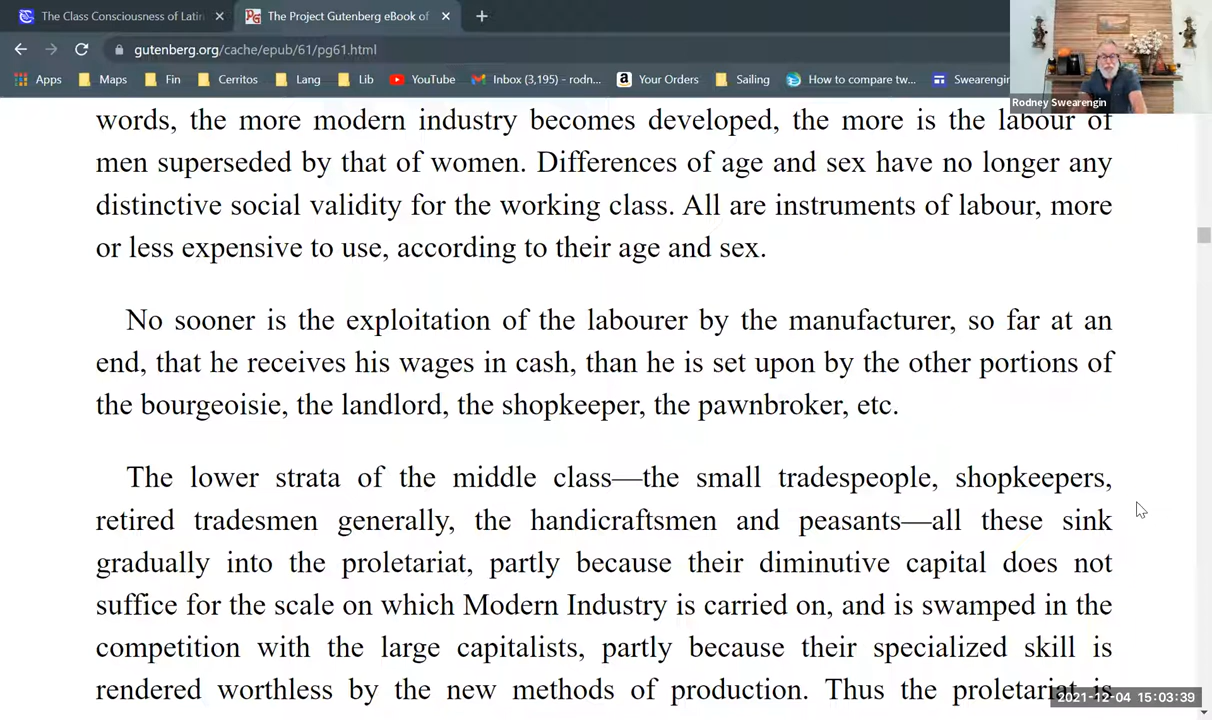 The Class Consciousness of Latin
The Project Gutenberg eBook of
gutenberg.org/cache/epub/61/pg61.html
Apps Maps Fin Cerritos Lang Lib YouTube Inbox (3,195) - rodn... Your Orders Sailing How to compare tw... Swearengin
Rodney Swearengin
words, the more modern industry becomes developed, the more is the labour of
men superseded by that of women. Differences of age and sex have no longer any
distinctive social validity for the working class. All are instruments of labour, more
or less expensive to use, according to their age and sex.
No sooner is the exploitation of the labourer by the manufacturer, so far at an
end, that he receives his wages in cash, than he is set upon by the other portions of
the bourgeoisie, the landlord, the shopkeeper, the pawnbroker, etc.
The lower strata of the middle class—the small tradespeople, shopkeepers,
retired tradesmen generally, the handicraftsmen and peasants—all these sink
gradually into the proletariat, partly because their diminutive capital does not
suffice for the scale on which Modern Industry is carried on, and is swamped in the
competition with the large capitalists, partly because their specialized skill is
rendered worthless by the new methods of production. Thus the proletariat is
2021-12-04 15:03:39